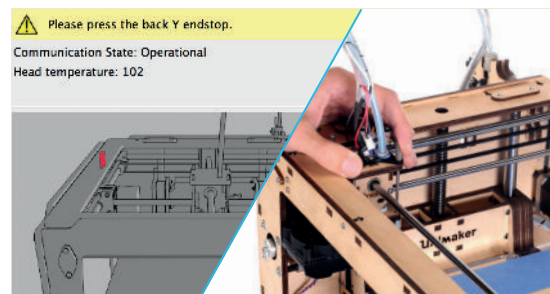 Please press the back Y endstop.
Communication State: Operational
Head temperature: 102
Ultimaker